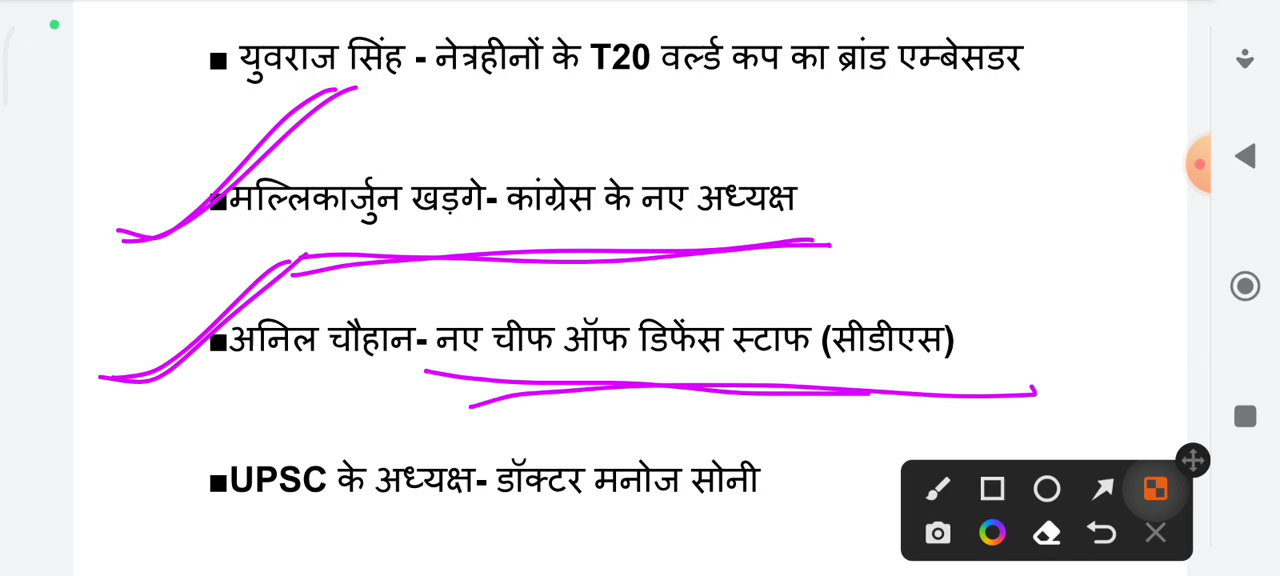 ■ युवराज सिंह - नेत्रहीनों के T20 वर्ल्ड कप का ब्रांड एम्बेसडर
■मल्लिकार्जुन खड़गे- कांग्रेस के नए अध्यक्ष
■अनिल चौहान- नए चीफ ऑफ डिफेंस स्टाफ (सीडीएस)
■UPSC के अध्यक्ष- डॉक्टर मनोज सोनी